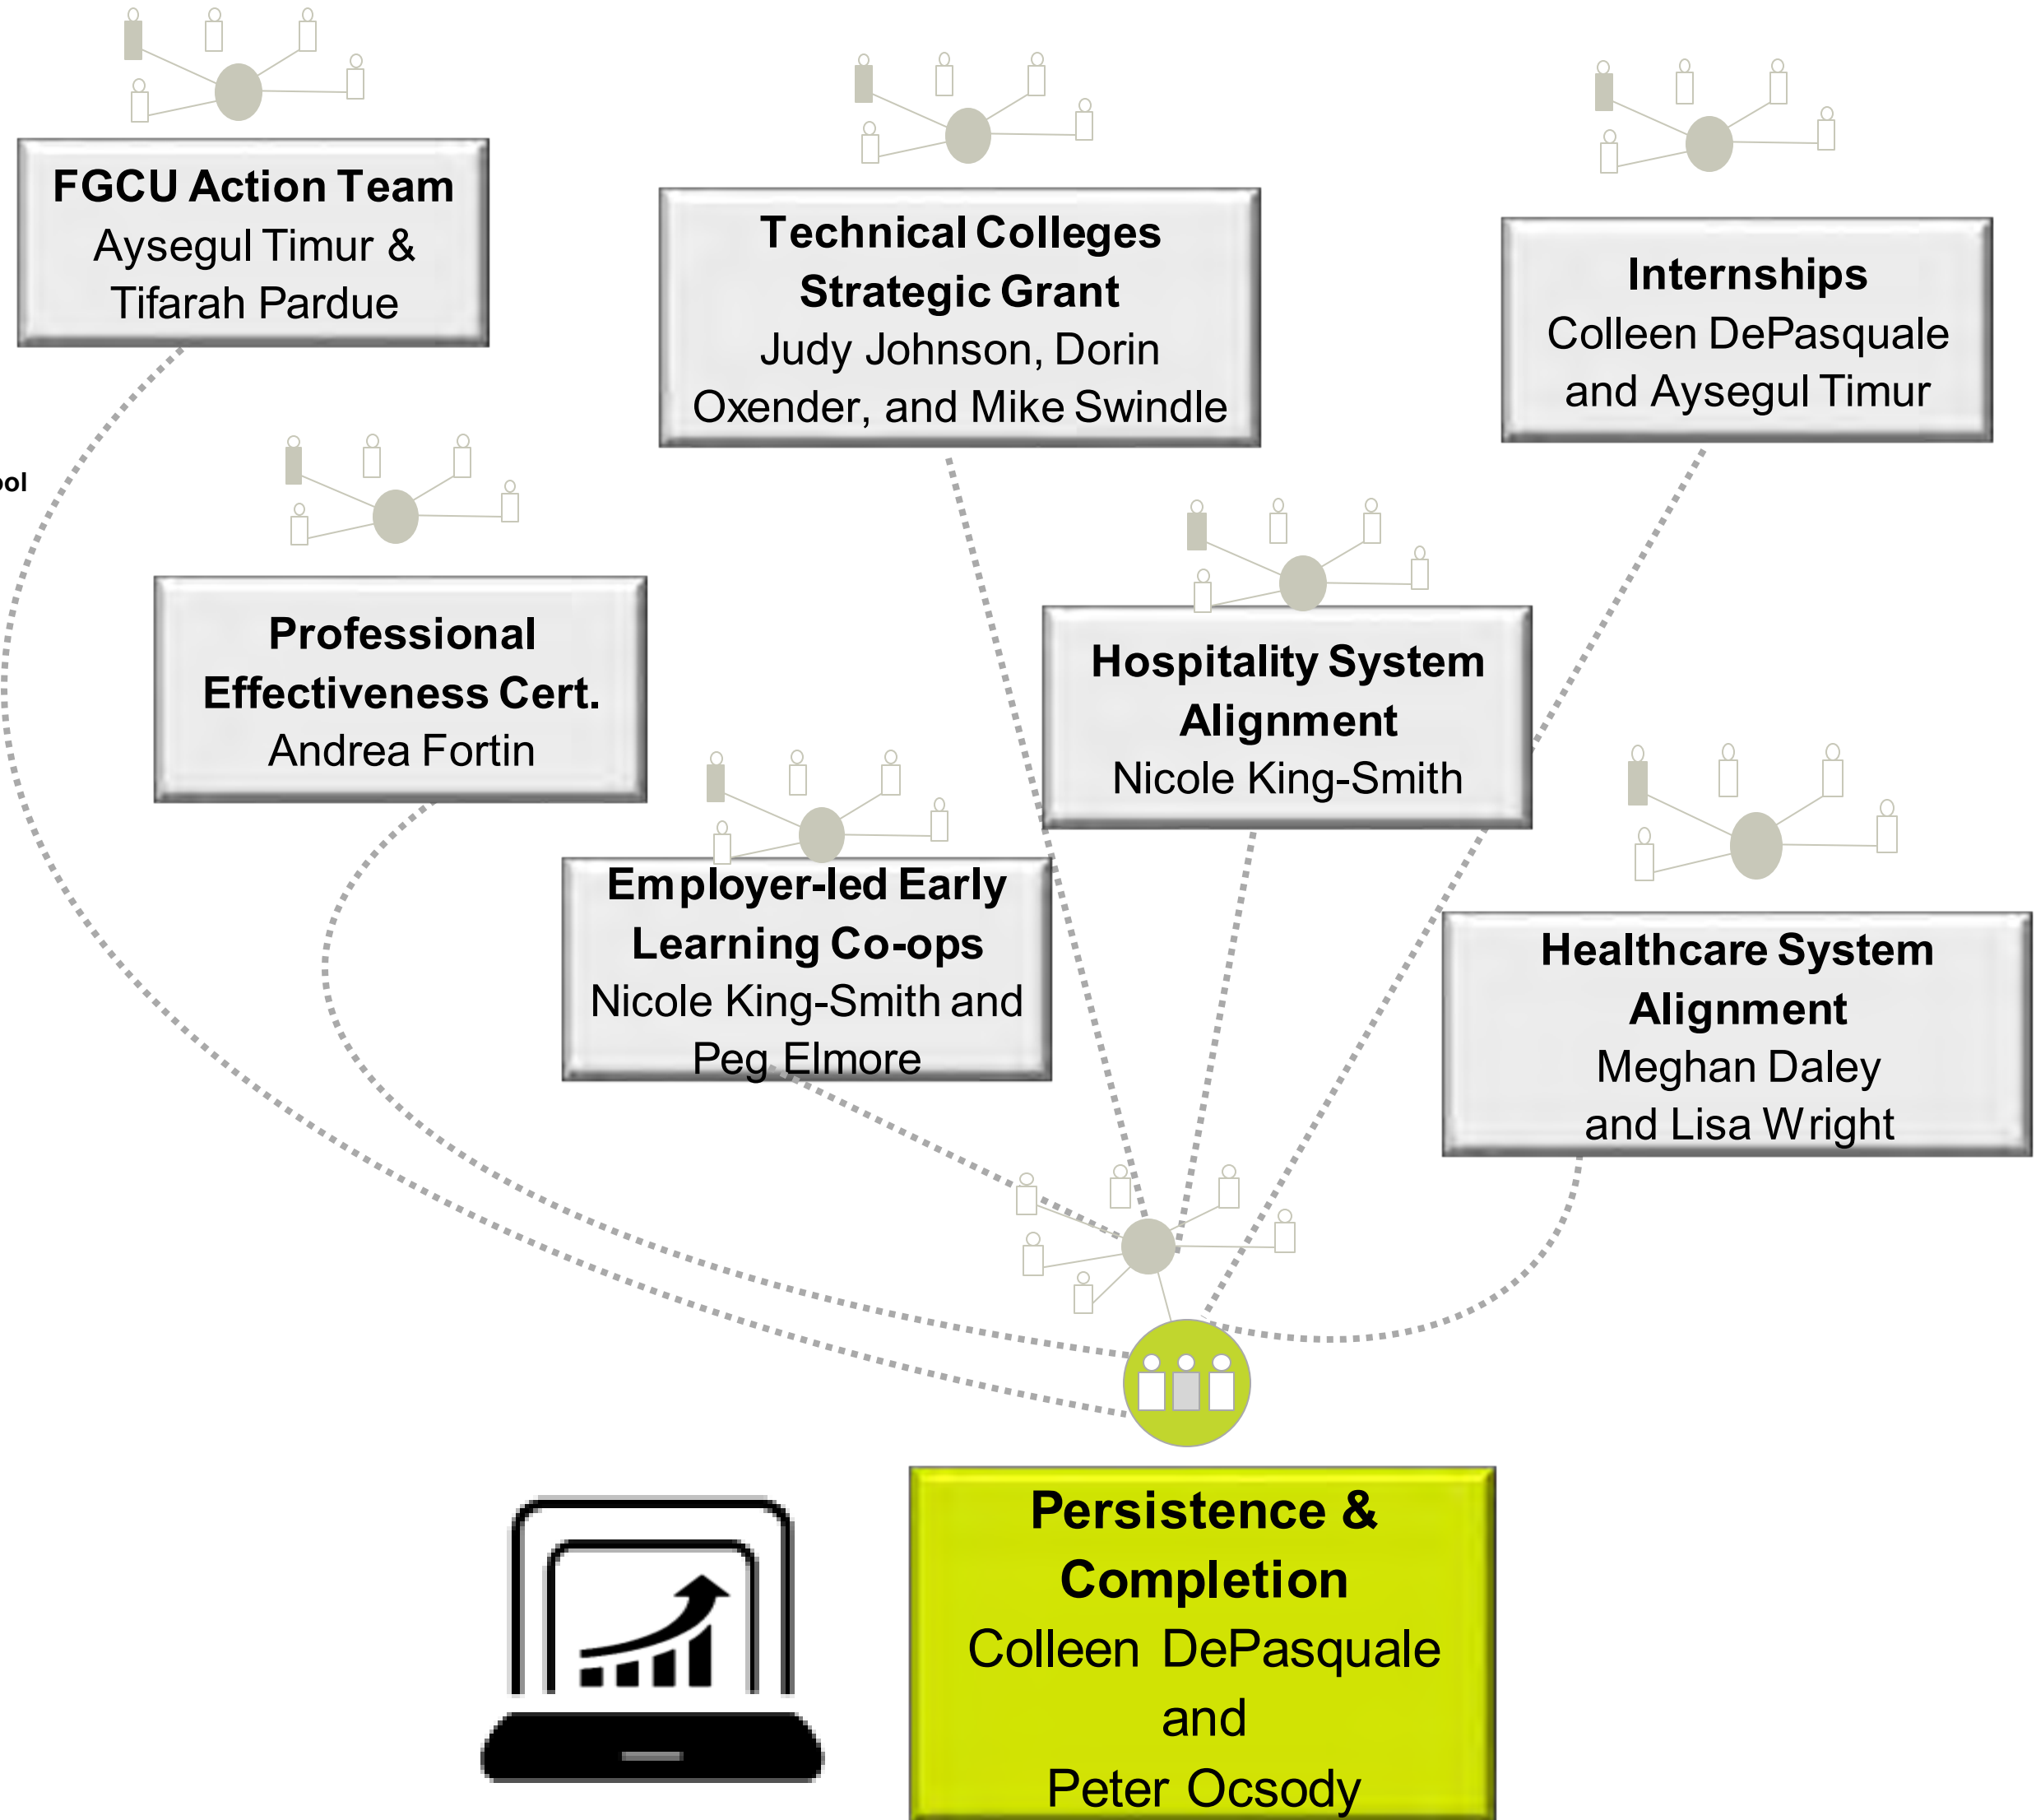 FGCU Action Team
Aysegul Timur &
Tifarah Pardue
Technical Colleges
Strategic Grant
Judy Johnson, Dorin
Oxender, and Mike Swindle
Internships
Colleen DePasquale
and Aysegul Timur
Professional
Effectiveness Cert.
Andrea Fortin
Hospitality System
Alignment
Nicole King-Smith
Employer-led Early
Learning Co-ops
Nicole King-Smith and
Peg Elmore
Healthcare System
Alignment
Meghan Daley
and Lisa Wright
Persistence &
Completion
Colleen DePasquale
and
Peter Ocsody